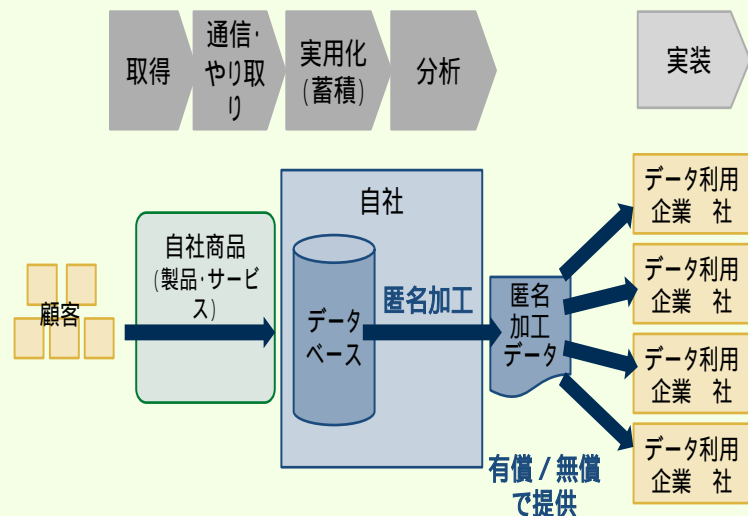 取得
通信･
やり取
り
実用化
(蓄積)
分析
実装
自社
自社商品
(製品･サービ
ス)
顧客
データ
ベース
匿名加工
匿名
加工
データ
データ利用
企業　社
データ利用
企業　社
データ利用
企業　社
データ利用
企業　社
有償 / 無償
で提供